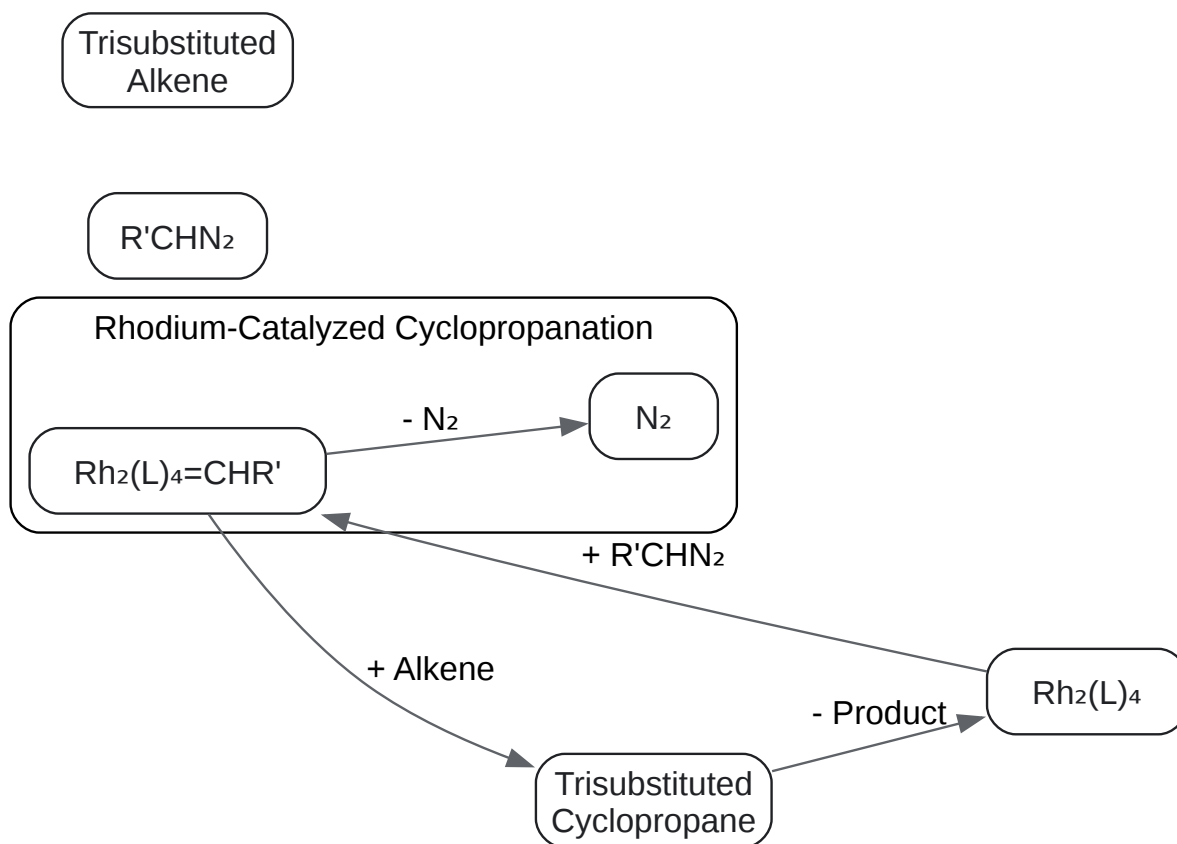 Trisubstituted
Alkene
R'CHN₂
Rhodium-Catalyzed Cyclopropanation
- N₂
N₂
Rh₂(L)₄=CHR'
+ R'CHN₂
+ Alkene
Rh₂(L)₄
- Product
Trisubstituted
Cyclopropane